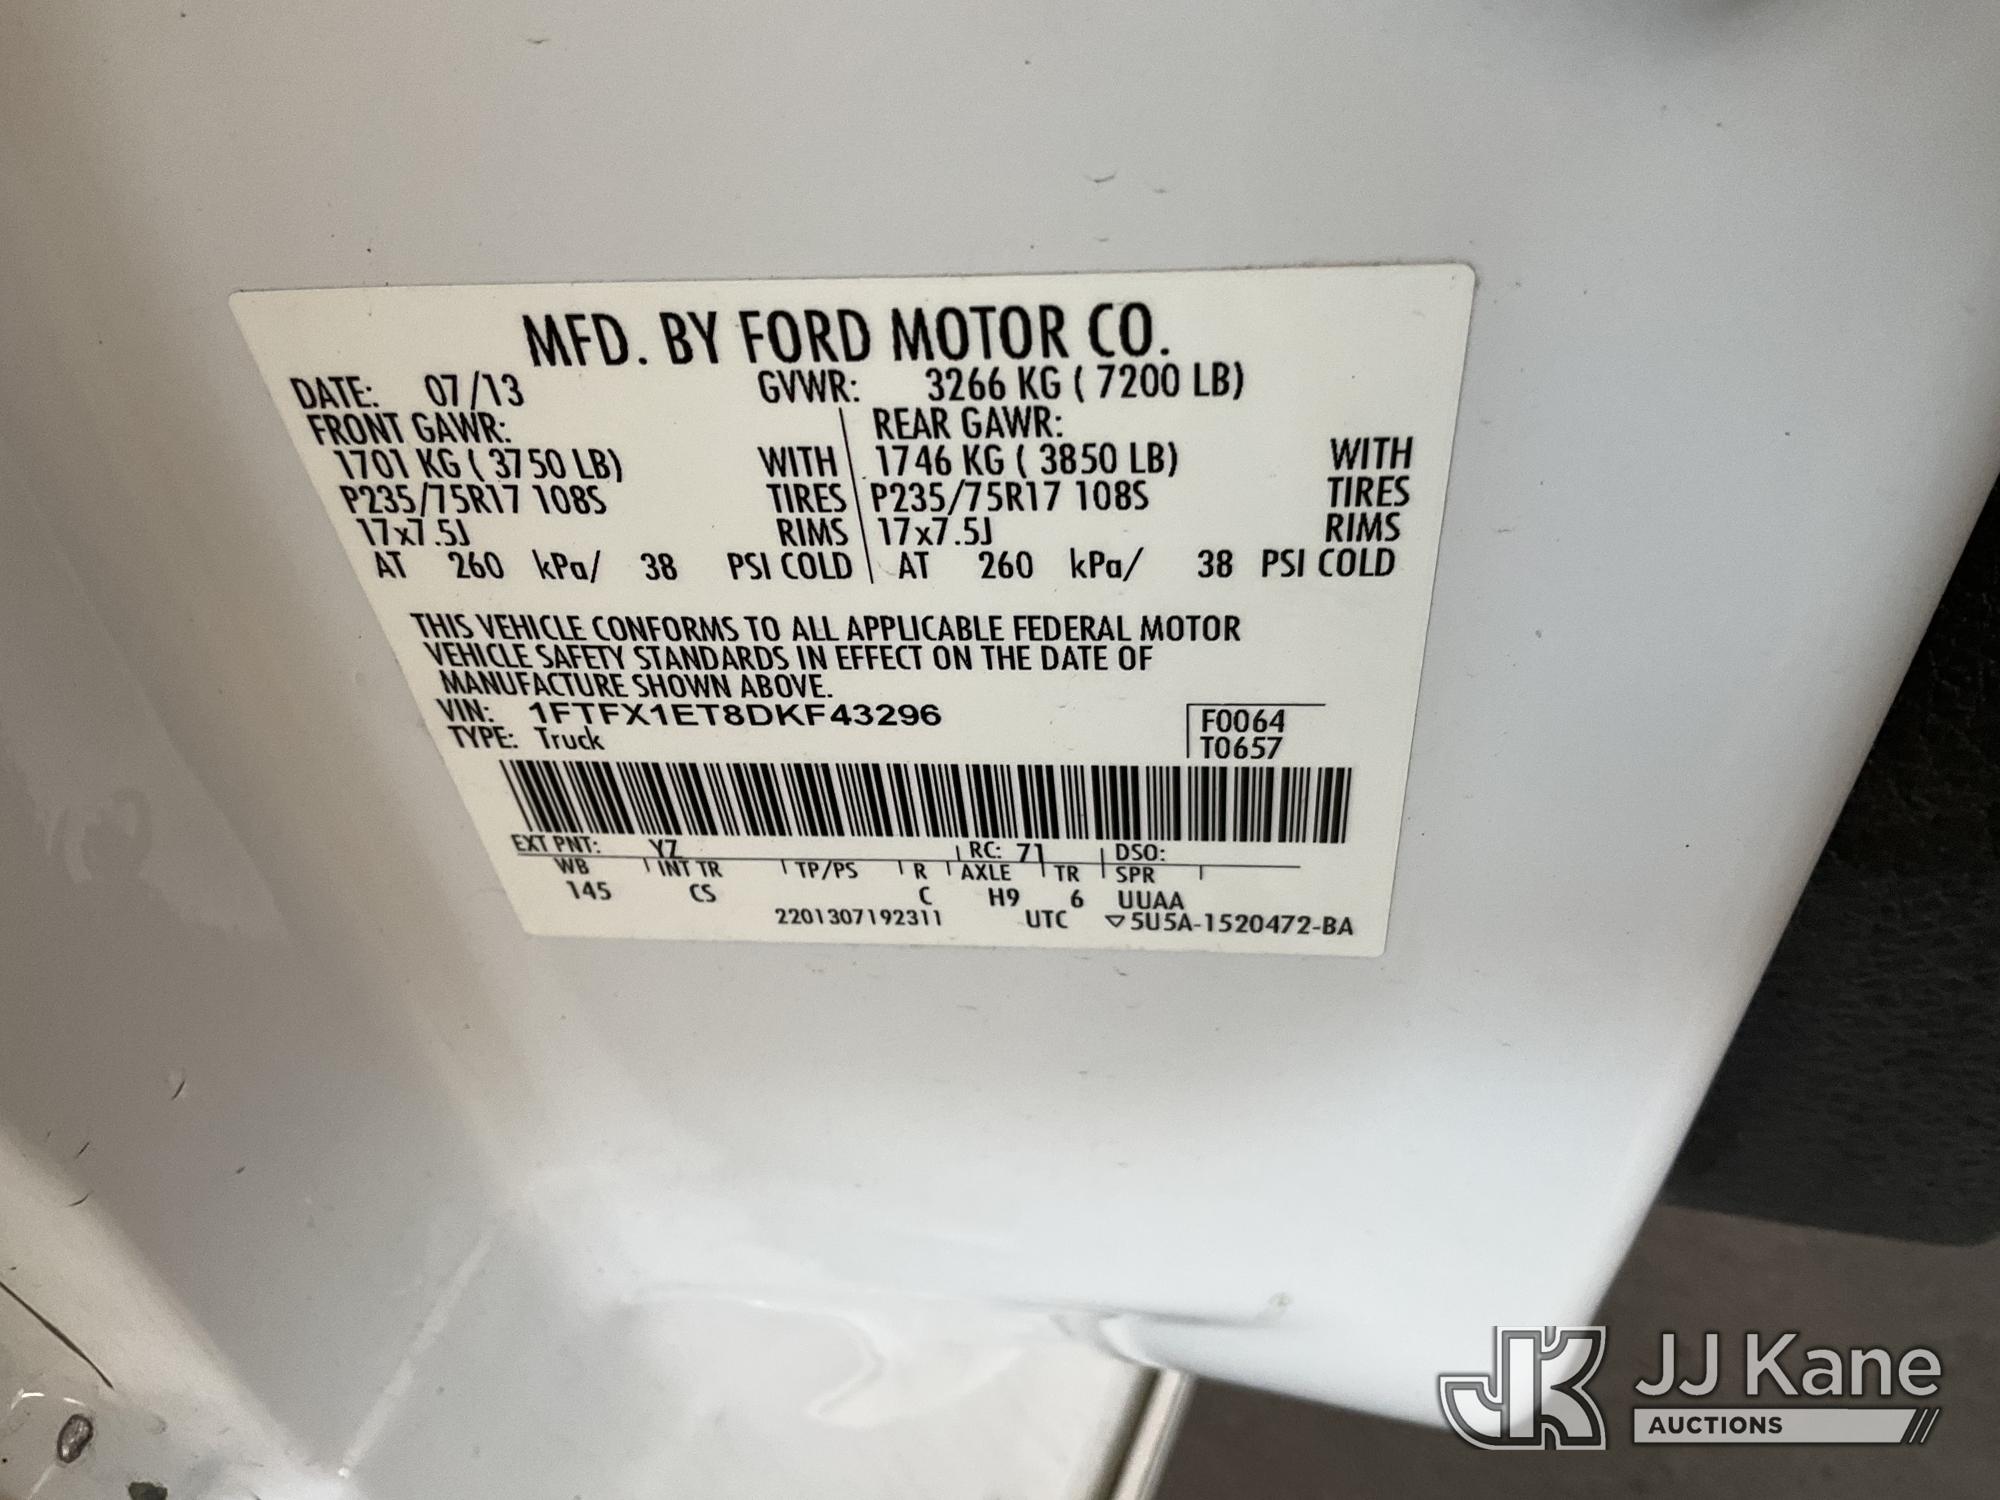 MFD. BY FORD MOTOR CO.
DATE: 07/13 GVWR: 3266 KG ( 7200 LB)
FRONT GAWR: REAR GAWR:
1701 KG ( 3750 LB) WITH 1746 KG ( 3850 LB) WITH
P235/75R17 108S TIRES P235/75R17 108S TIRES
17x7.5J RIMS 17x7.5J RIMS
AT 260 kPa/ 38 PSI COLD AT 260 kPa/ 38 PSI COLD
THIS VEHICLE CONFORMS TO ALL APPLICABLE FEDERAL MOTOR
VEHICLE SAFETY STANDARDS IN EFFECT ON THE DATE OF
MANUFACTURE SHOWN ABOVE.
VIN: 1FTFX1ET8DKF43296 F0064
TYPE: Truck T0657
EXT PNT: YZ RC: 71 DSO:
WB INT TR TP/PS R AXLE TR SPR
145 CS C H9 6 UUAA
2201307192311 UTC ▽5U5A-1520472-BA
JK JJ Kane
AUCTIONS